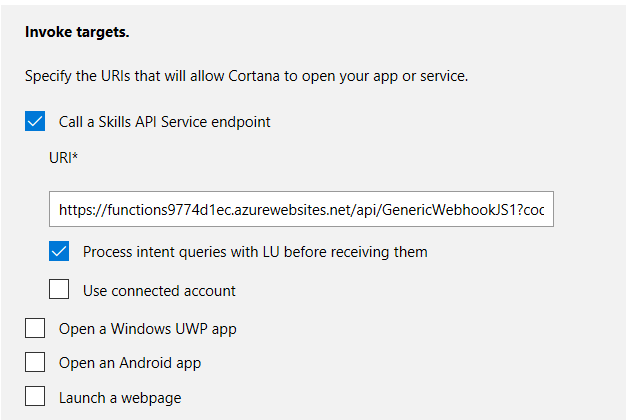 Invoke targets.
Specify the URIs that will allow Cortana to open your app or service.
Call a Skills API Service endpoint
URI*
https://functions9774d1ec.azurewebsites.net/api/GenericWebhookJS1?coc
Process intent queries with LU before receiving them
Use connected account
Open a Windows UWP app
Open an Android app
Launch a webpage